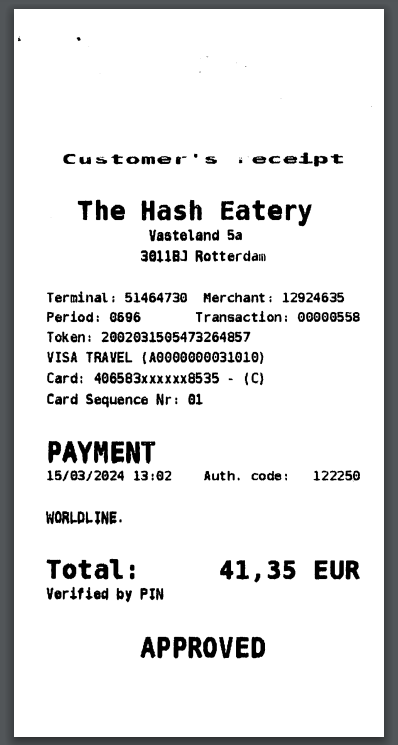 Customer's receipt
The Hash Eatery
Vasteland 5a
3011BJ Rotterdam
Terminal: 51464730 Merchant: 12924635
Period: 0696 Transaction: 00000558
Token: 2002031505473264857
VISA TRAVEL (A0000000031010)
Card: 406583xxxxxx8535 - (C)
Card Sequence Nr: 01
PAYMENT
15/03/2024 13:02 Auth. code: 122250
WORLDLINE.
Total: 41,35 EUR
Verified by PIN
APPROVED